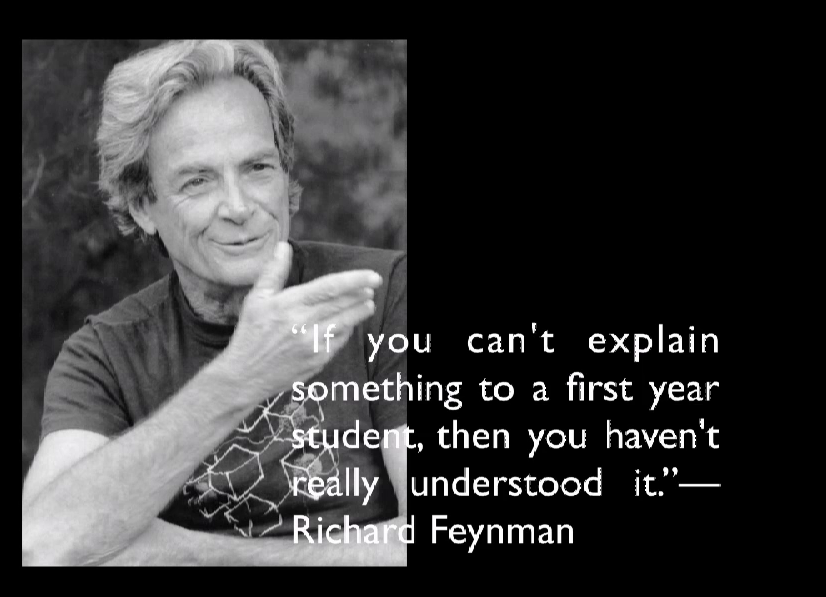 “If you can't explain
something to a first year
student, then you haven't
really understood it.”—
Richard Feynman